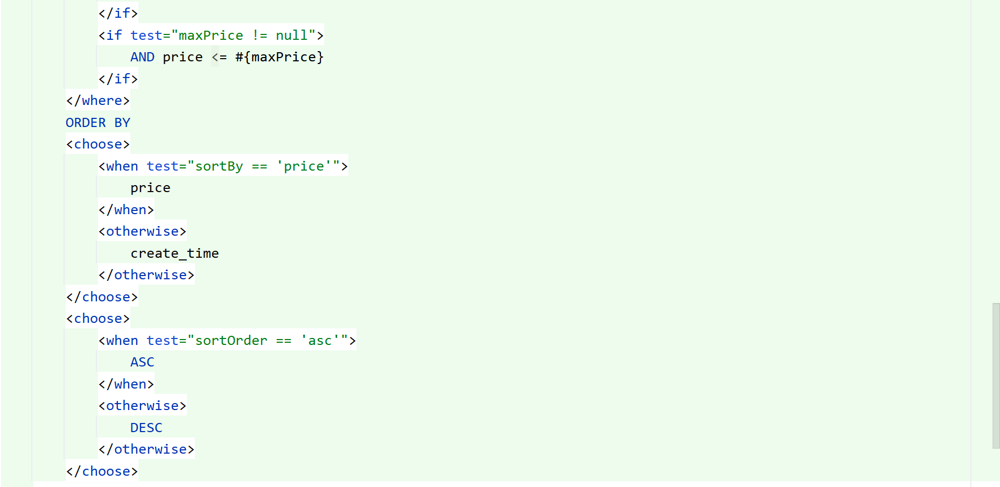 </if>
<if test="maxPrice != null">
AND price <= #{maxPrice}
</if>
</where>
ORDER BY
<choose>
<when test="sortBy == 'price'">
price
</when>
<otherwise>
create_time
</otherwise>
</choose>
<choose>
<when test="sortOrder == 'asc'">
ASC
</when>
<otherwise>
DESC
</otherwise>
</choose>